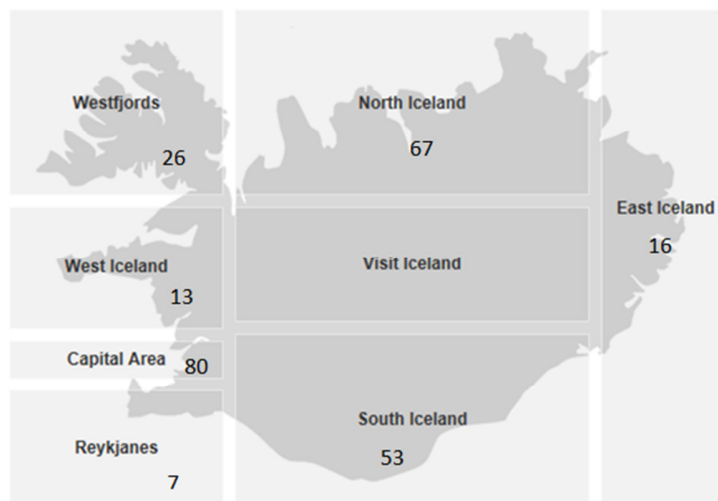 Westfjords
26
North Iceland
67
East Iceland
16
West Iceland
13
Visit Iceland
Capital Area
80
South Iceland
53
Reykjanes
7